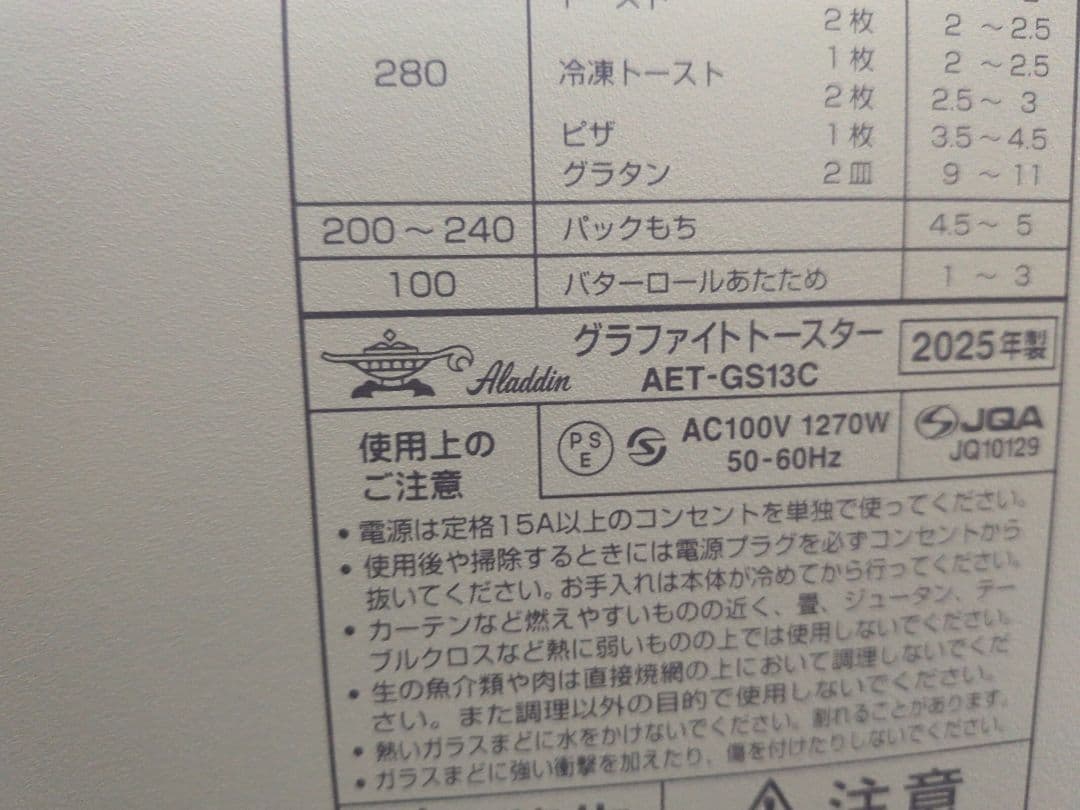 トースト
2枚 2 ～2.5
280 冷凍トースト 1枚 2 ～2.5
2枚 2.5～ 3
ピザ 1枚 3.5～4.5
グラタン 2皿 9 ～11
200～240 パックもち 4.5～ 5
100 バターロールあたため 1 ～ 3
Aladdin グラファイトトースター 2025年製
AET-GS13C
使用上の
ご注意
PSE S AC100V 1270W
50-60Hz
JQA
JQ10129
• 電源は定格15A以上のコンセントを単独で使ってください。
• 使用後や掃除するときには電源プラグを必ずコンセントから
抜いてください。お手入れは本体が冷めてから行ってください。
• カーテンなど燃えやすいものの近く、畳、ジュータン、テー
ブルクロスなど熱に弱いものの上では使用しないでください。
• 生の魚介類や肉は直接焼網の上において調理しないでくだ
さい。また調理以外の目的で使用しないでください。
• 熱いガラスまどに水をかけないでください。割れることがあります。
• ガラスまどに強い衝撃を加えたり、傷を付けたりしないでください。
注意